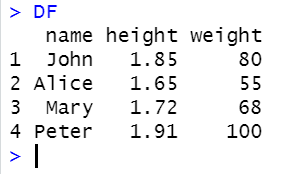 > DF
name height weight
1 John 1.85 80
2 Alice 1.65 55
3 Mary 1.72 68
4 Peter 1.91 100
>